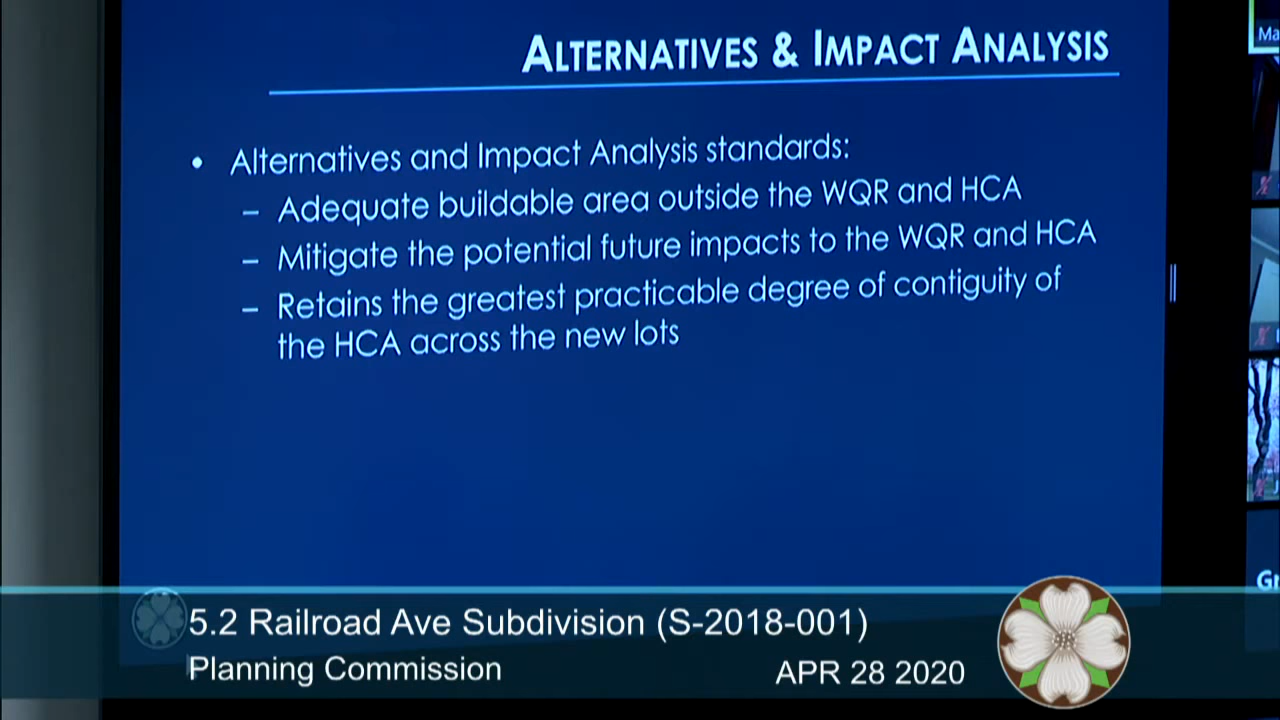 ALTERNATIVES & IMPACT ANALYSIS
• Alternatives and Impact Analysis standards:
– Adequate buildable area outside the WQR and HCA
– Mitigate the potential future impacts to the WQR and HCA
– Retains the greatest practicable degree of contiguity of
the HCA across the new lots
Ma
Gr
5.2 Railroad Ave Subdivision (S-2018-001)
Planning Commission
APR 28 2020